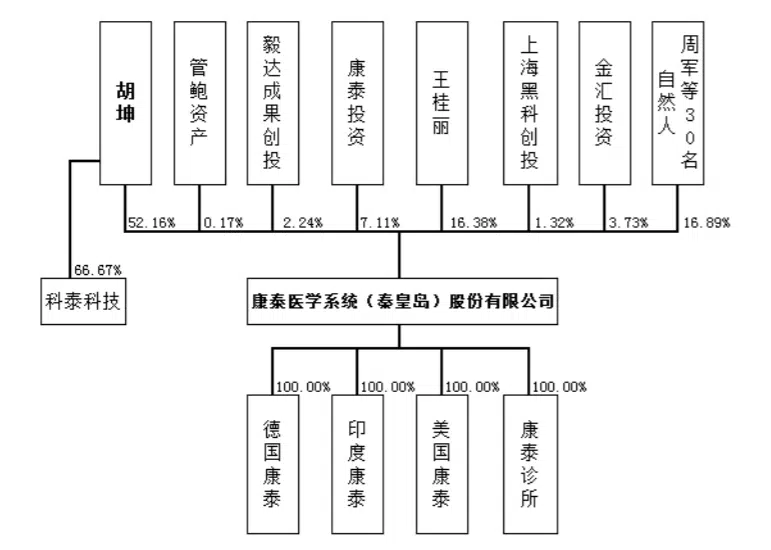 胡坤
管鲍资产
毅达成果创投
康泰投资
王桂丽
上海黑科创投
金汇投资
周军等30名
自然人
52.16%
0.17%
2.24%
7.11%
16.38%
1.32%
3.73%
16.89%
66.67%
科泰科技
康泰医学系统（秦皇岛）股份有限公司
100.00%
100.00%
100.00%
100.00%
德国康泰
印度康泰
美国康泰
康泰诊所